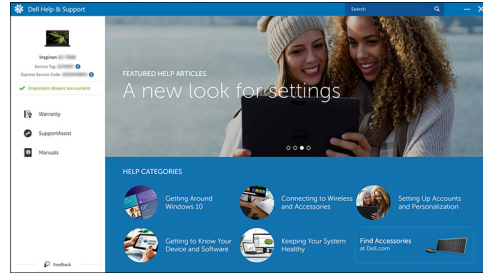 Dell Help & Support
Search
Inspiron
Service Tag
Express Service Code
Important drivers are current
Warranty
SupportAssist
Manuals
Feedback
FEATURED HELP ARTICLES
A new look for settings
HELP CATEGORIES
Getting Around
Windows 10
Connecting to Wireless
and Accessories
Setting Up Accounts
and Personalization
Getting to Know Your
Device and Software
Keeping Your System
Healthy
Find Accessories
at Dell.com